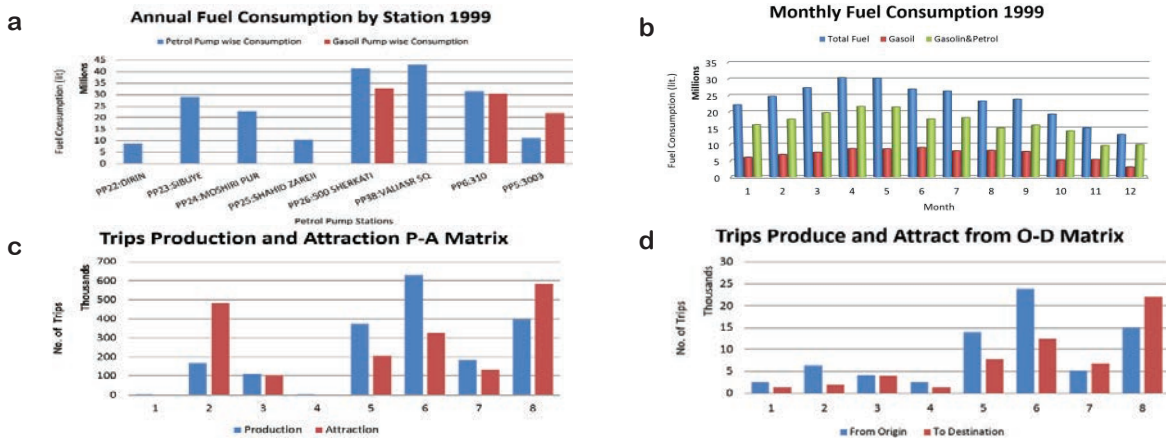 a
Annual Fuel Consumption by Station 1999
Petrol Pump wise Consumption
Gasoil Pump wise Consumption
Fuel Consumption (lit)
Millions
45
40
35
30
25
20
15
10
5
0
PP22:DIRIN
PP23:SIBUYE
PP24:MOSHIRI PUR
PP25:SHAHID ZAREII
PP26:500 SHERKATI
PP38:VALIASR SQ
PP6:310
PP5:3003
Petrol Pump Stations
b
Monthly Fuel Consumption 1999
Total Fuel
Gasoil
Gasolin&Petrol
Fuel Consumption (lit.)
Millions
35
30
25
20
15
10
5
0
1 2 3 4 5 6 7 8 9 10 11 12
Month
c
Trips Production and Attraction P-A Matrix
No. of Trips
Thousands
700
600
500
400
300
200
100
0
1 2 3 4 5 6 7 8
Production
Attraction
d
Trips Produce and Attract from O-D Matrix
No. of Trips
Thousands
30
25
20
15
10
5
0
1 2 3 4 5 6 7 8
From Origin
To Destination